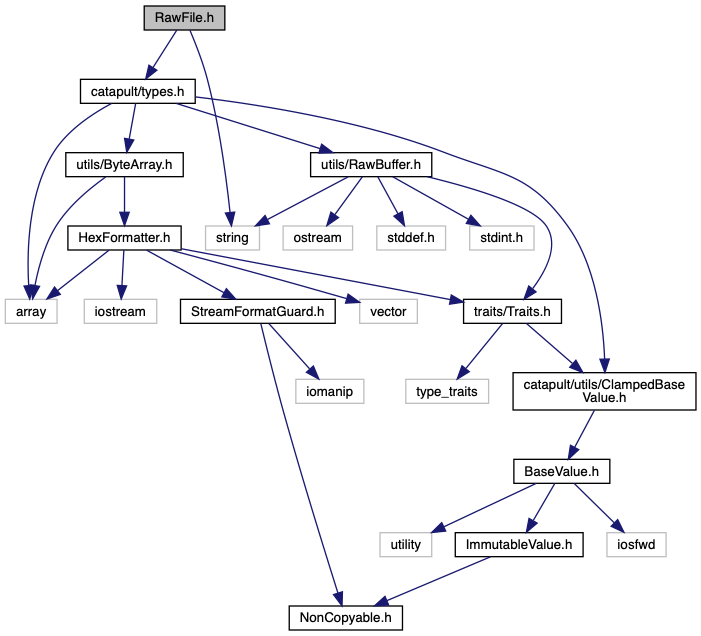 RawFile.h
catapult/types.h
utils/ByteArray.h
utils/RawBuffer.h
HexFormatter.h
string
ostream
stddef.h
stdint.h
array
iostream
StreamFormatGuard.h
vector
traits/Traits.h
iomanip
type_traits
catapult/utils/ClampedBase
Value.h
BaseValue.h
utility
ImmutableValue.h
iosfwd
NonCopyable.h